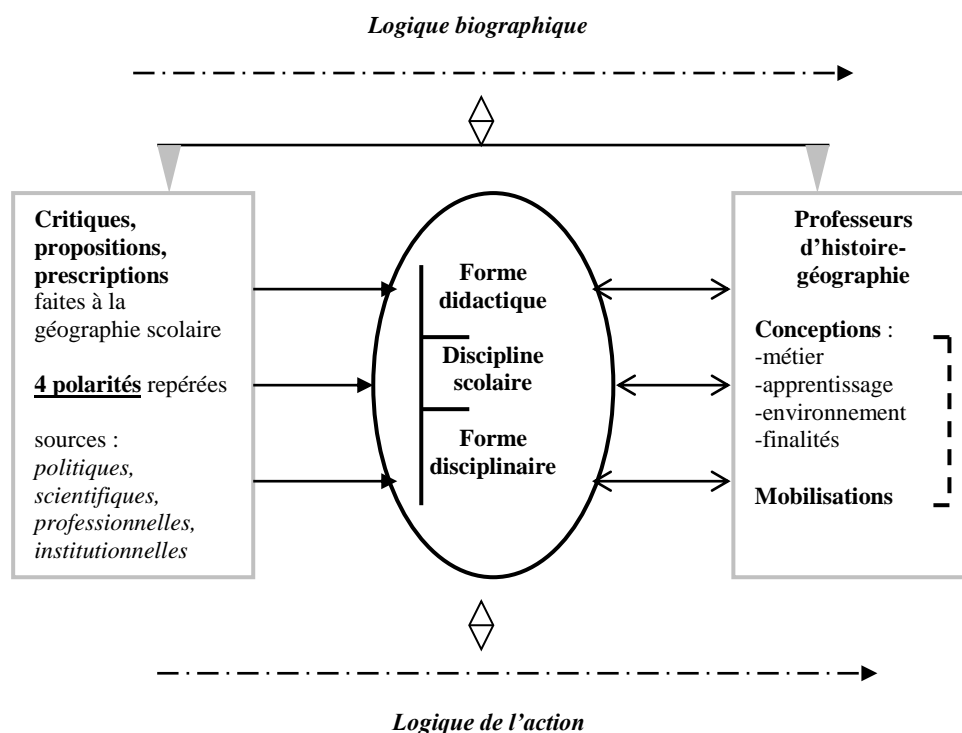 Logique biographique
Critiques,
propositions,
prescriptions
faites à la
géographie scolaire
4 polarités repérées
sources :
politiques,
scientifiques,
professionnelles,
institutionnelles
Forme
didactique
Discipline
scolaire
Forme
disciplinaire
Professeurs
d’histoire-
géographie
Conceptions :
-métier
-apprentissage
-environnement
-finalités
Mobilisations
Logique de l’action